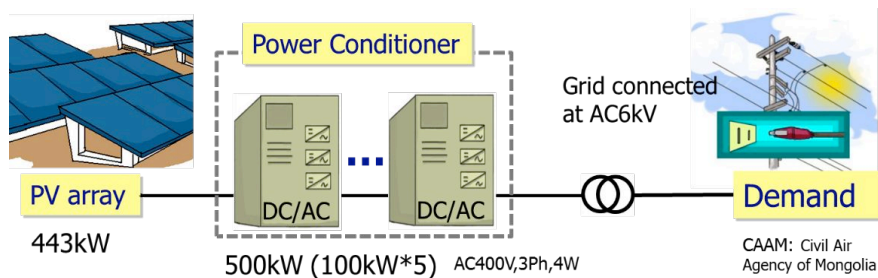 Power Conditioner
Grid connected
at AC6kV
DC/AC
DC/AC
PV array
Demand
443kW
500kW (100kW*5)
AC400V,3Ph,4W
CAAM: Civil Air
Agency of Mongolia